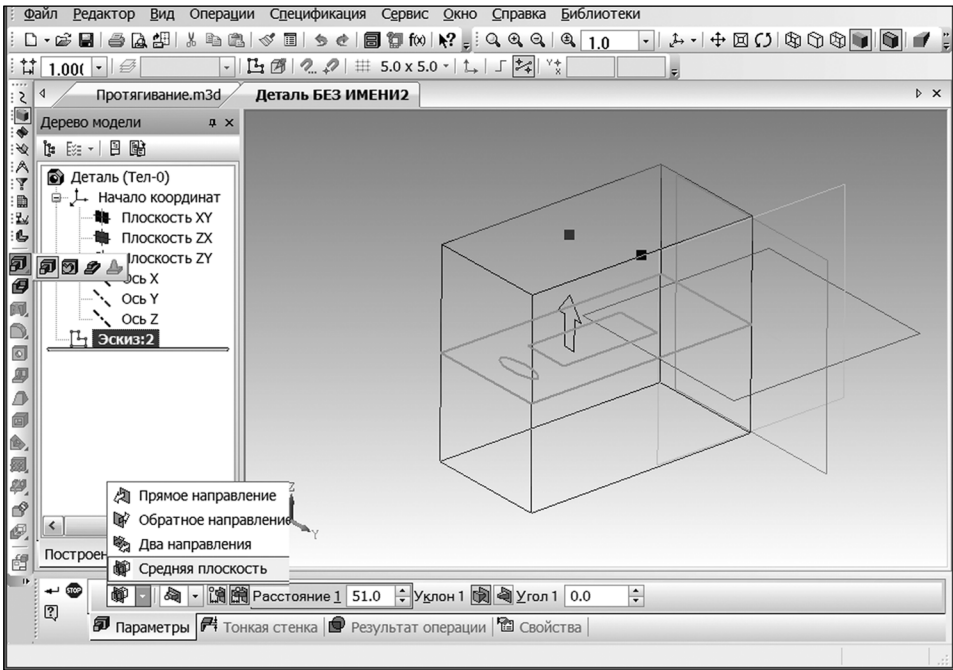 Файл Редактор Вид Операции Спецификация Сервис Окно Справка Библиотеки
f(x) 1.0
1.00( 5.0 x 5.0
Протягивание.m3d Деталь БЕЗ ИМЕНИ2
Дерево модели
Деталь (Тел-0)
Начало координат
Плоскость XY
Плоскость ZX
Плоскость ZY
Ось X
Ось Y
Ось Z
Эскиз:2
Z
Y
Прямое направление
Обратное направление
Два направления
Средняя плоскость
Построен
STOP Расстояние 1 51.0 Уклон 1 Угол 1 0.0
Параметры Тонкая стенка Результат операции Свойства